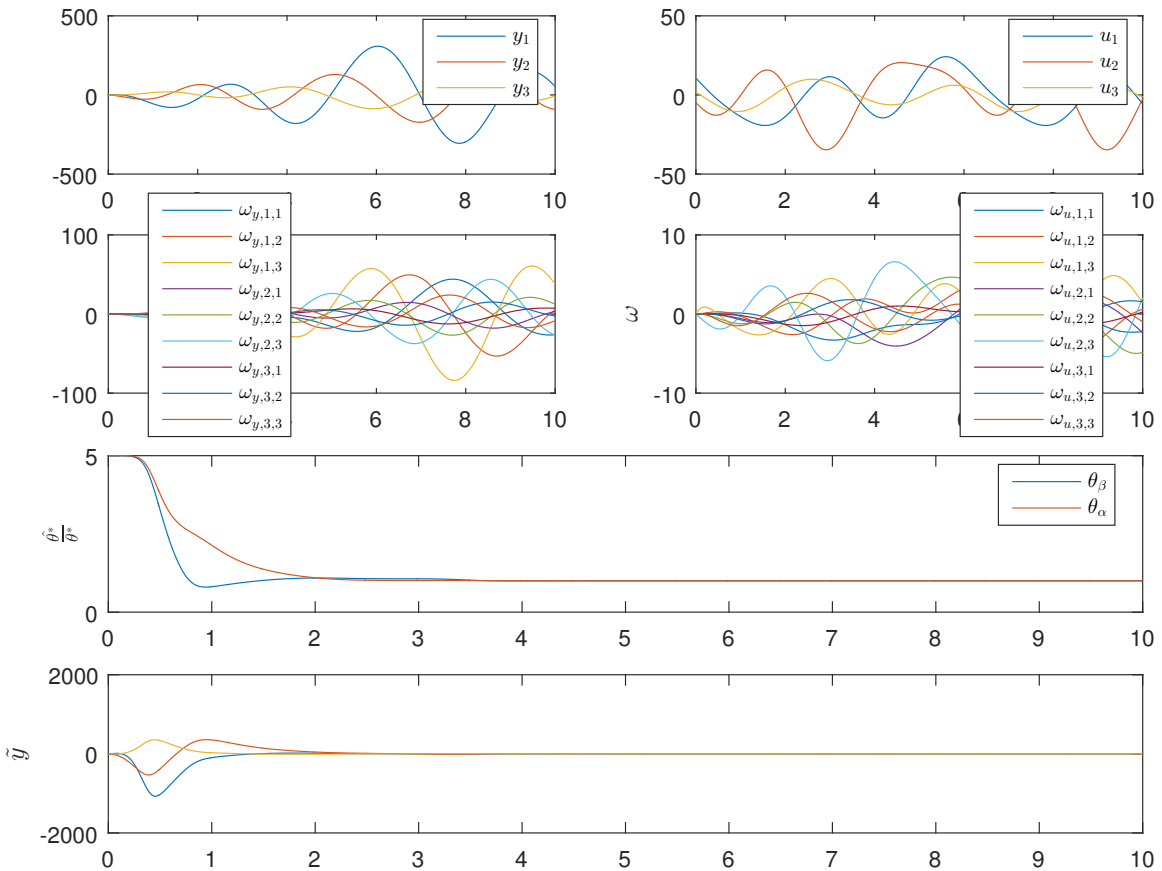 500
0
-500
y₁
y₂
y₃
0 4 6 8 10
50
0
-50
u₁
u₂
u₃
0 2 4 6 8 10
100
0
-100
ω_{y,1,1}
ω_{y,1,2}
ω_{y,1,3}
ω_{y,2,1}
ω_{y,2,2}
ω_{y,2,3}
ω_{y,3,1}
ω_{y,3,2}
ω_{y,3,3}
0 4 6 8 10
ω
10
0
-10
ω_{u,1,1}
ω_{u,1,2}
ω_{u,1,3}
ω_{u,2,1}
ω_{u,2,2}
ω_{u,2,3}
ω_{u,3,1}
ω_{u,3,2}
ω_{u,3,3}
0 2 4 10
5
0
θ̂*/θ*
θ_β
θ_α
0 1 2 3 4 5 6 7 8 9 10
2000
0
-2000
ỹ
0 1 2 3 4 5 6 7 8 9 10